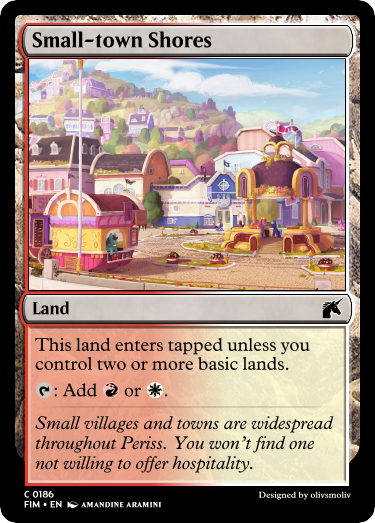 Small-town Shores
Land
This land enters tapped unless you
control two or more basic lands.
: Add or .
Small villages and towns are widespread
throughout Periss. You won't find one
not willing to offer hospitality.
C 0186
FIM • EN AMANDINE ARAMINI
Designed by olivsmoliv